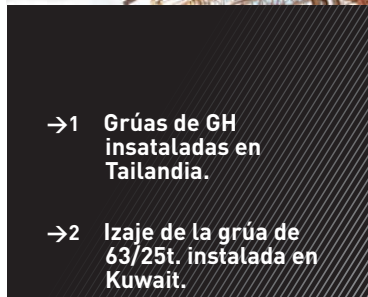 →1 Grúas de GH
insataladas en
Tailandia.
→2 Izaje de la grúa de
63/25t. instalada en
Kuwait.